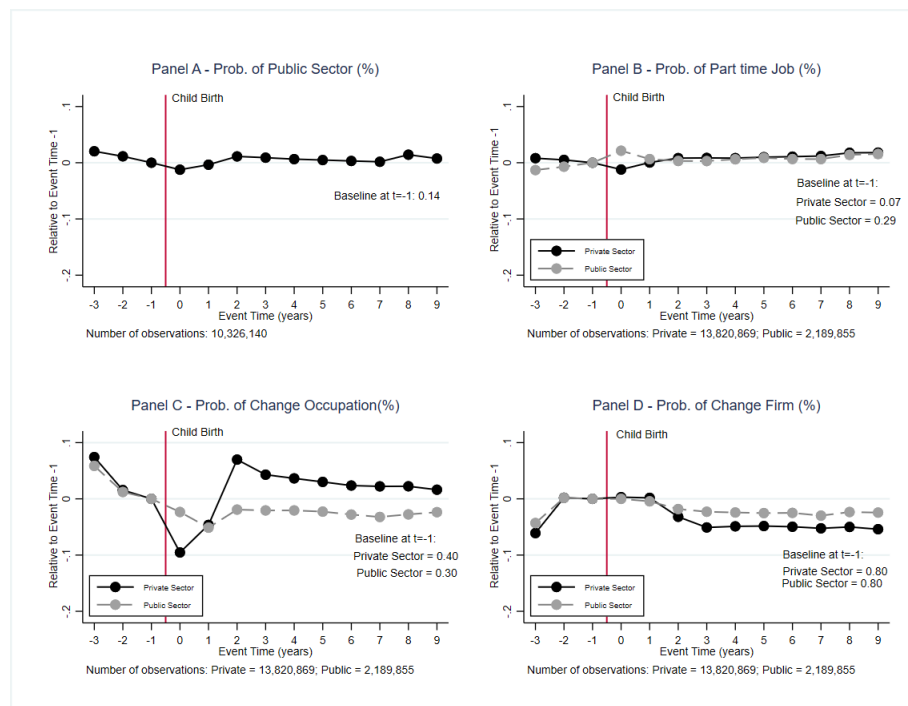 Panel A - Prob. of Public Sector (%)
Child Birth
Relative to Event Time -1
.1
0
-.1
-.2
Baseline at t=-1: 0.14
-3 -2 -1 0 1 2 3 4 5 6 7 8 9
Event Time (years)
Number of observations: 10,326,140
Panel B - Prob. of Part time Job (%)
Child Birth
Relative to Event Time -1
.1
0
-.1
-.2
Baseline at t=-1:
Private Sector = 0.07
Public Sector = 0.29
Private Sector
Public Sector
-3 -2 -1 0 1 2 3 4 5 6 7 8 9
Event Time (years)
Number of observations: Private = 13,820,869; Public = 2,189,855
Panel C - Prob. of Change Occupation(%)
Child Birth
Relative to Event Time -1
.1
0
-.1
-.2
Baseline at t=-1:
Private Sector = 0.40
Public Sector = 0.30
Private Sector
Public Sector
-3 -2 -1 0 1 2 3 4 5 6 7 8 9
Event Time (years)
Number of observations: Private = 13,820,869; Public = 2,189,855
Panel D - Prob. of Change Firm (%)
Child Birth
Relative to Event Time -1
.1
0
-.1
-.2
Baseline at t=-1:
Private Sector = 0.80
Public Sector = 0.80
Private Sector
Public Sector
-3 -2 -1 0 1 2 3 4 5 6 7 8 9
Event Time (years)
Number of observations: Private = 13,820,869; Public = 2,189,855